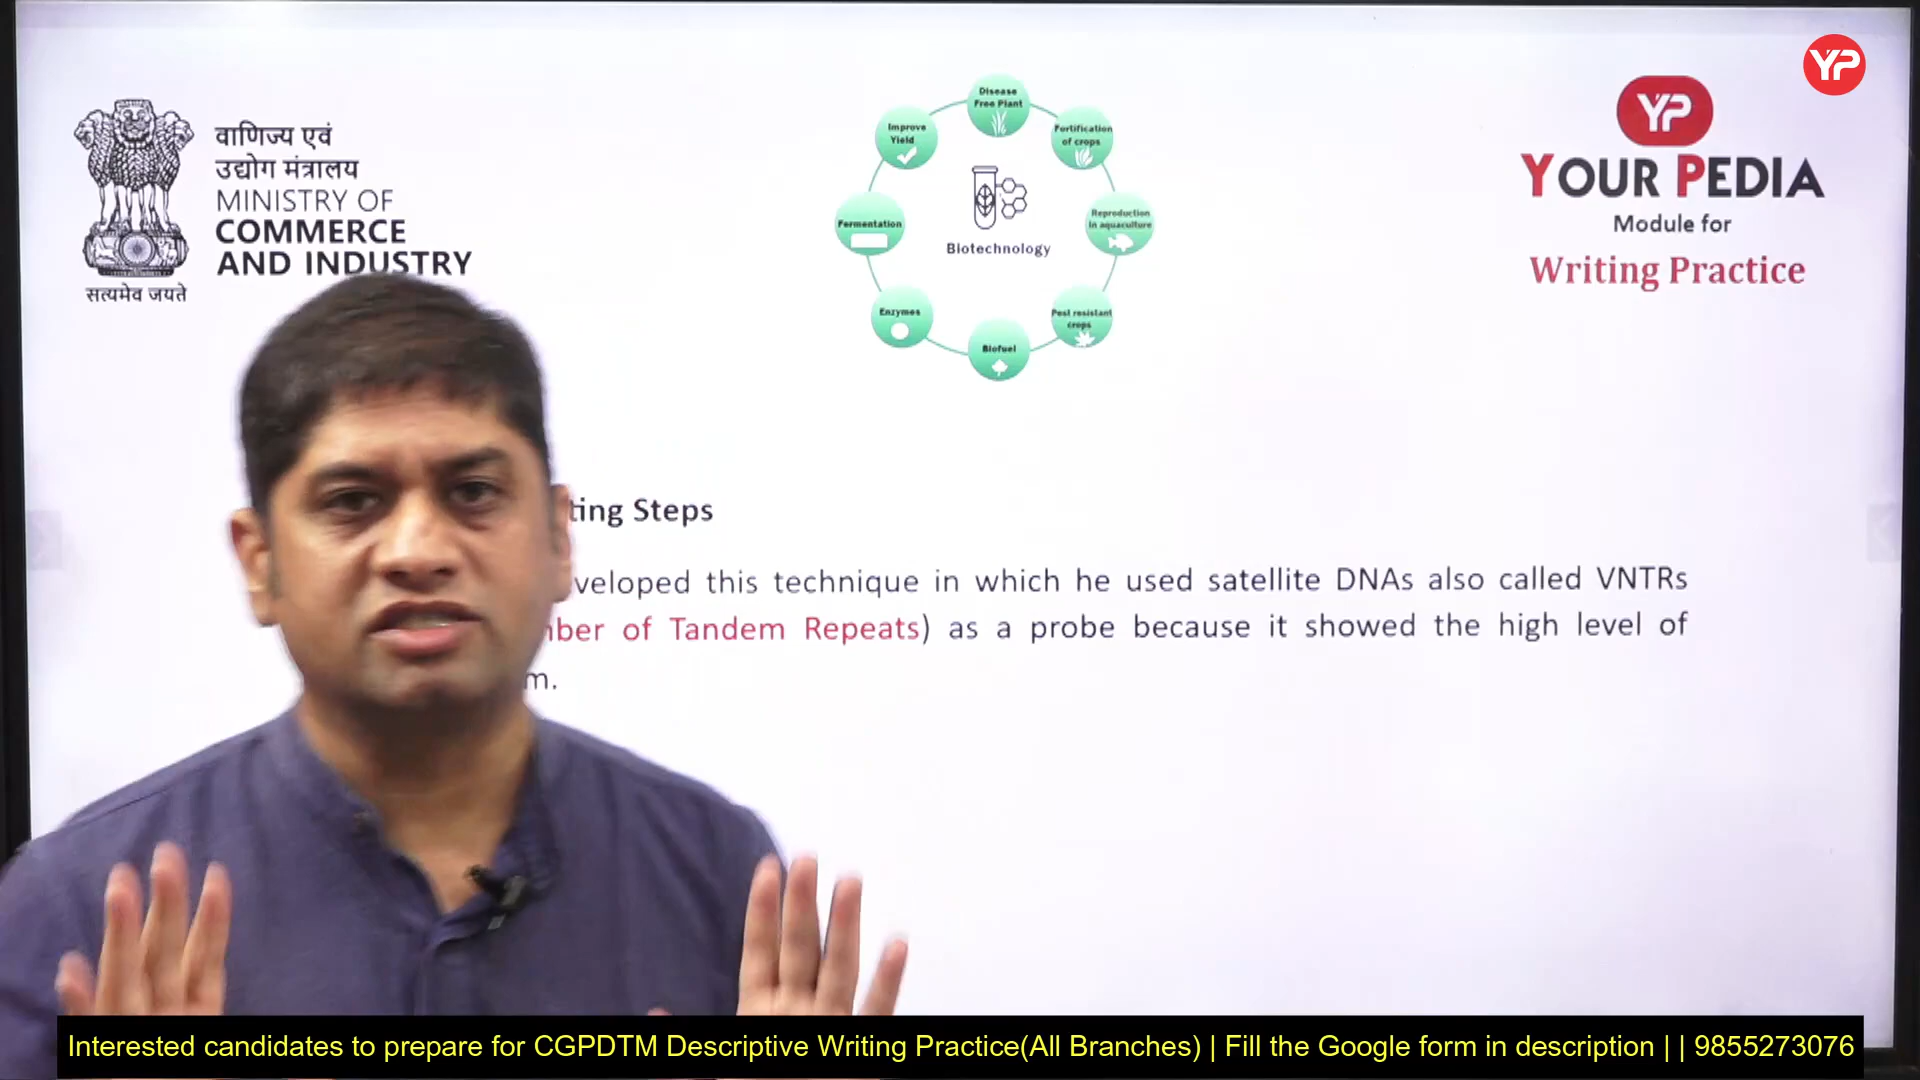 YP
वाणिज्य एवं
उद्योग मंत्रालय
MINISTRY OF
COMMERCE
AND INDUSTRY
सत्यमेव जयते
Disease
Free Plant
Improve
Yield
Fortification
of crops
Fermentation
Reproduction
in aquaculture
Biotechnology
Enzymes
Pest resistant
crops
Biofuel
YP
YOUR PEDIA
Module for
Writing Practice
ting Steps
veloped this technique in which he used satellite DNAs also called VNTRs
ber of Tandem Repeats) as a probe because it showed the high level of
m.
Interested candidates to prepare for CGPDTM Descriptive Writing Practice(All Branches) | Fill the Google form in description | | 9855273076